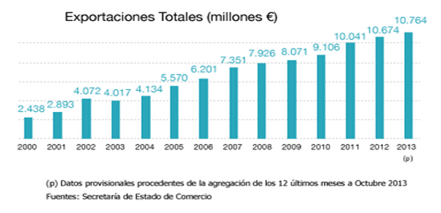 Exportaciones Totales (millones €)
2.438
2.893
4.072
4.017
4.134
5.570
6.201
7.351
7.926
8.071
9.106
10.041
10.674
10.764
2000 2001 2002 2003 2004 2005 2006 2007 2008 2009 2010 2011 2012 2013
(p)
(p) Datos provisionales procedentes de la agregación de los 12 últimos meses a Octubre 2013
Fuentes: Secretaría de Estado de Comercio